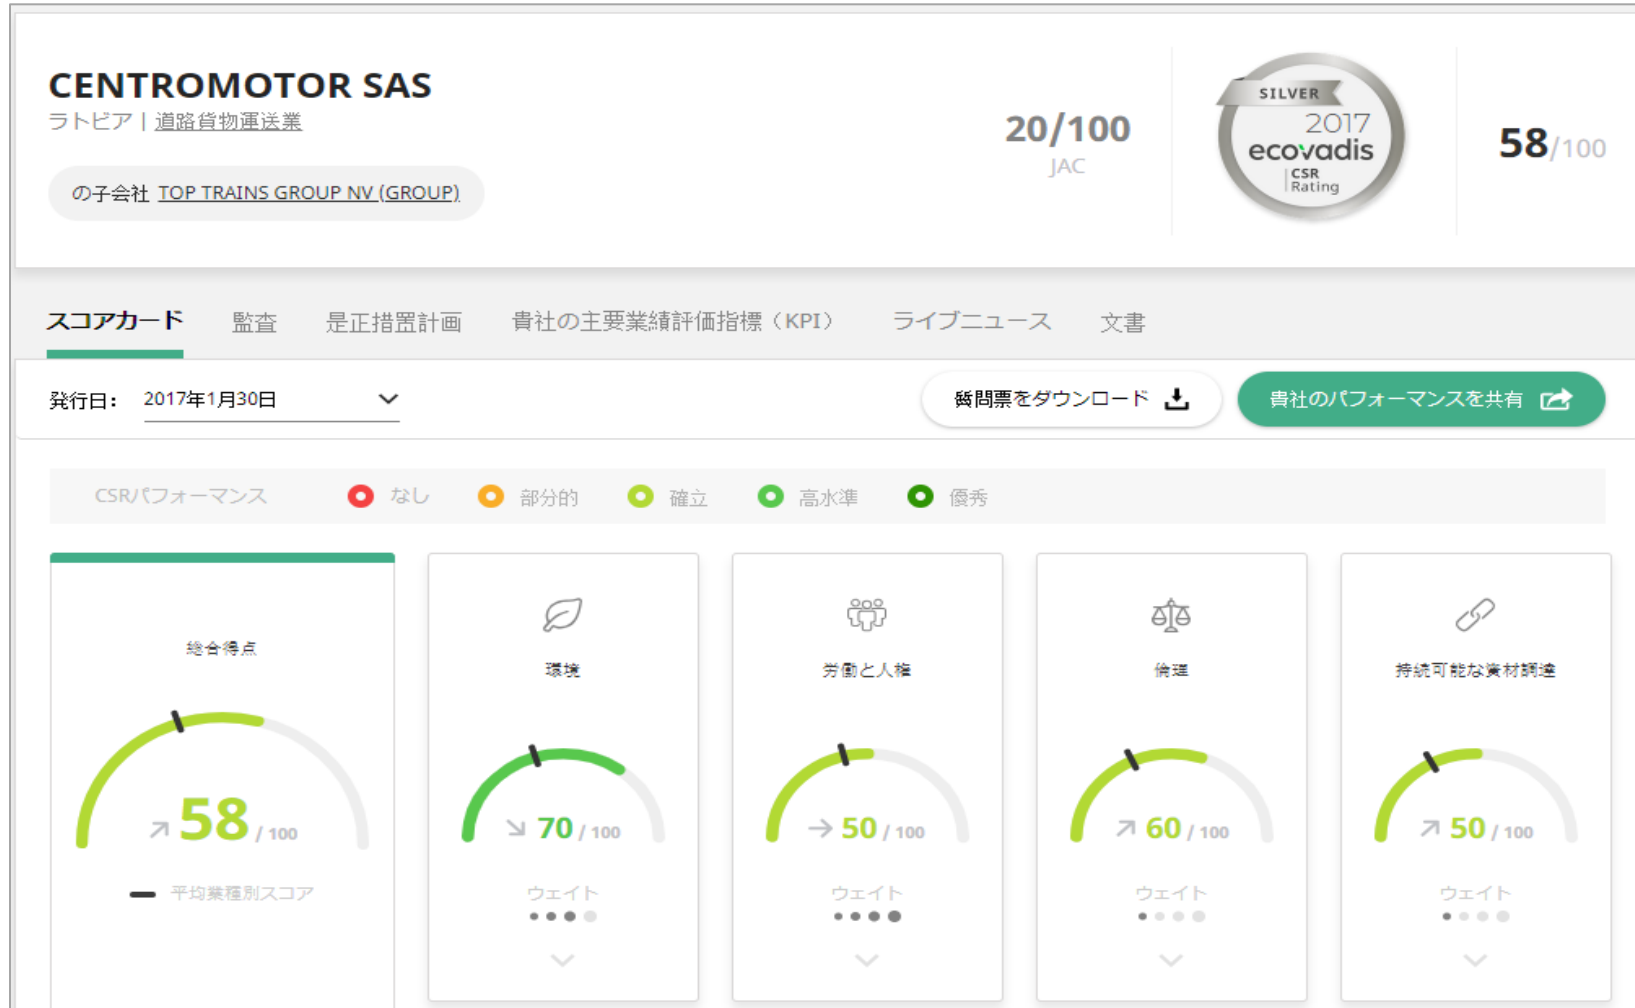 CENTROMOTOR SAS
ラトビア | 道路貨物運送業
の子会社 TOP TRAINS GROUP NV (GROUP)
20/100
JAC
SILVER
2017
ecovadis
CSR
Rating
58/100
スコアカード 監査 是正措置計画 貴社の主要業績評価指標（KPI） ライブニュース 文書
発行日： 2017年1月30日
質問票をダウンロード
貴社のパフォーマンスを共有
CSRパフォーマンス なし 部分的 確立 高水準 優秀
総合得点
58 / 100
平均業種別スコア
環境
70 / 100
ウェイト
労働と人権
50 / 100
ウェイト
倫理
60 / 100
ウェイト
持続可能な資材調達
50 / 100
ウェイト